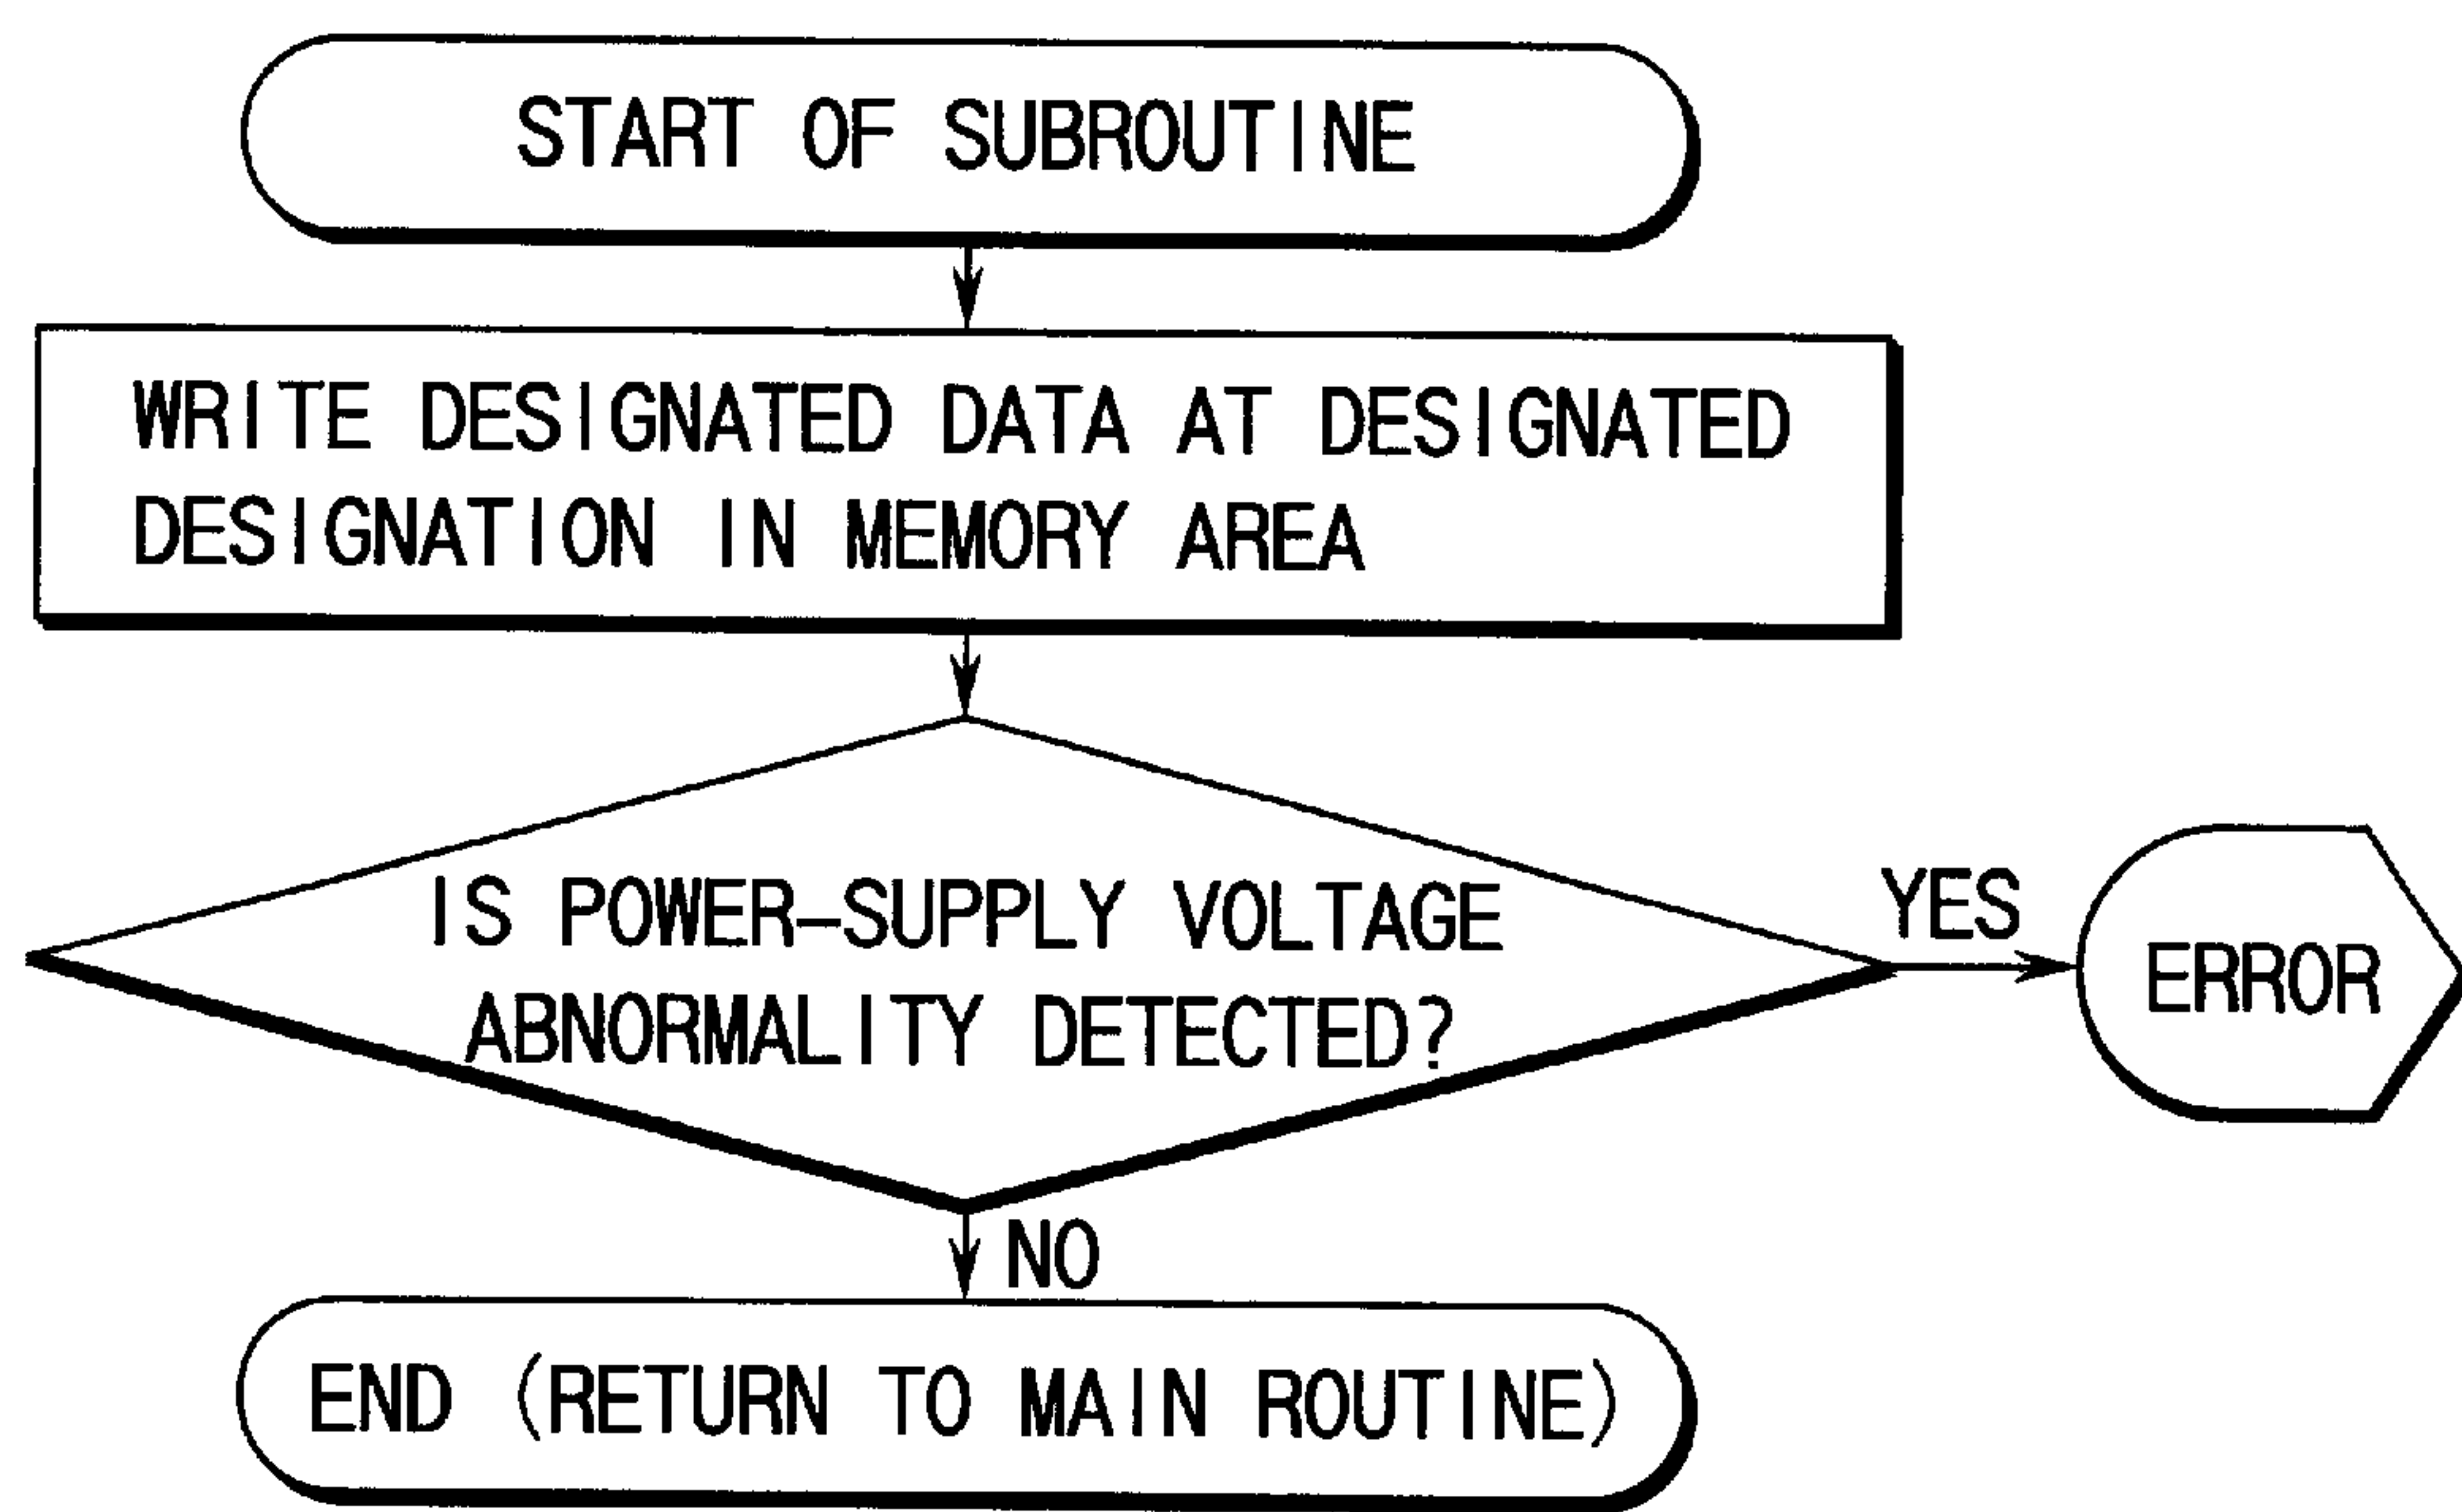 START OF SUBROUTINE
WRITE DESIGNATED DATA AT DESIGNATED
DESIGNATION IN MEMORY AREA
IS POWER-SUPPLY VOLTAGE
ABNORMALITY DETECTED?
YES
ERROR
NO
END (RETURN TO MAIN ROUTINE)